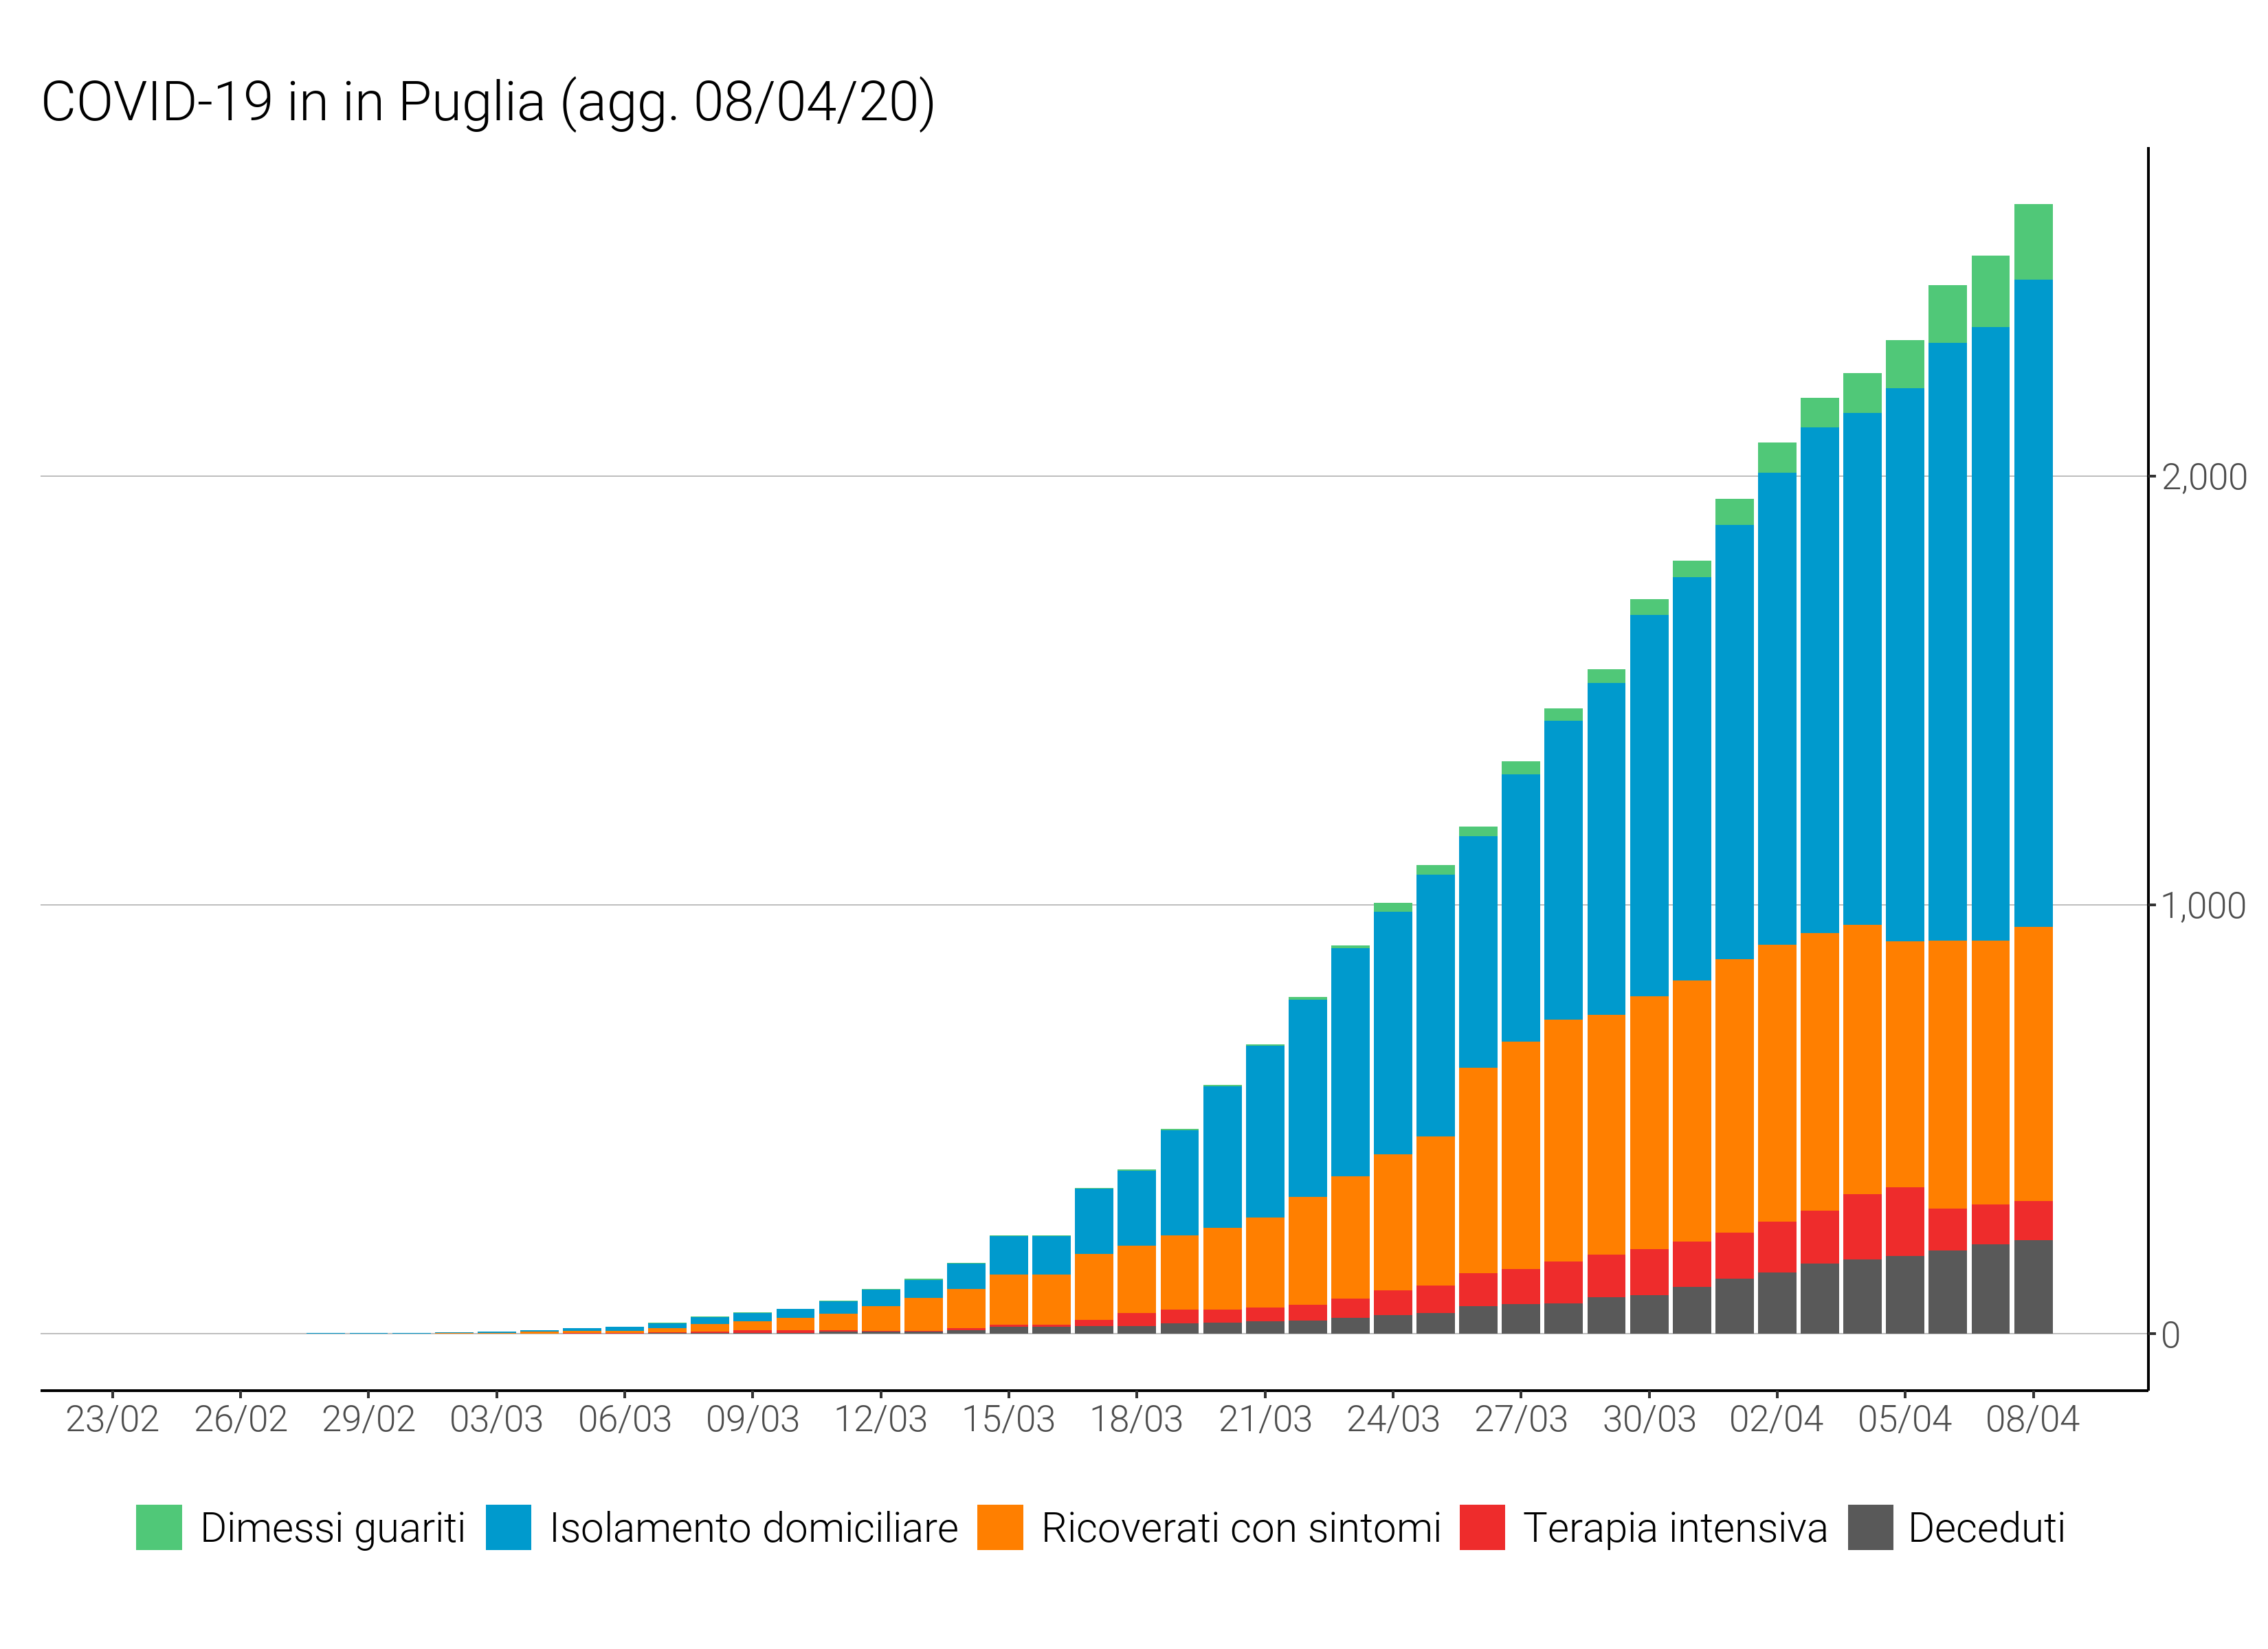 COVID-19 in in Puglia (agg. 08/04/20)
2,000
1,000
0
23/02 26/02 29/02 03/03 06/03 09/03 12/03 15/03 18/03 21/03 24/03 27/03 30/03 02/04 05/04 08/04
Dimessi guariti Isolamento domiciliare Ricoverati con sintomi Terapia intensiva Deceduti